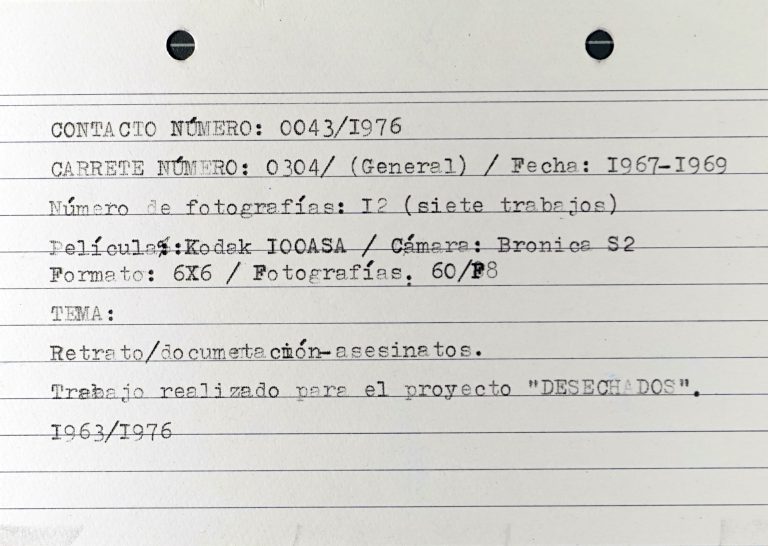 CONTACTO NÚMERO: 0043/I976
CARRETE NÚMERO: 0304/ (General) / Fecha: I967-I969
Número de fotografías: I2 (siete trabajos)
Películas:Kodak IOOASA / Cámara: Bronica S2
Formato: 6X6 / Fotografías. 60/F8
TEMA:
Retrato/documetación-asesinatos.
Trabajo realizado para el proyecto "DESECHADOS".
I963/I976